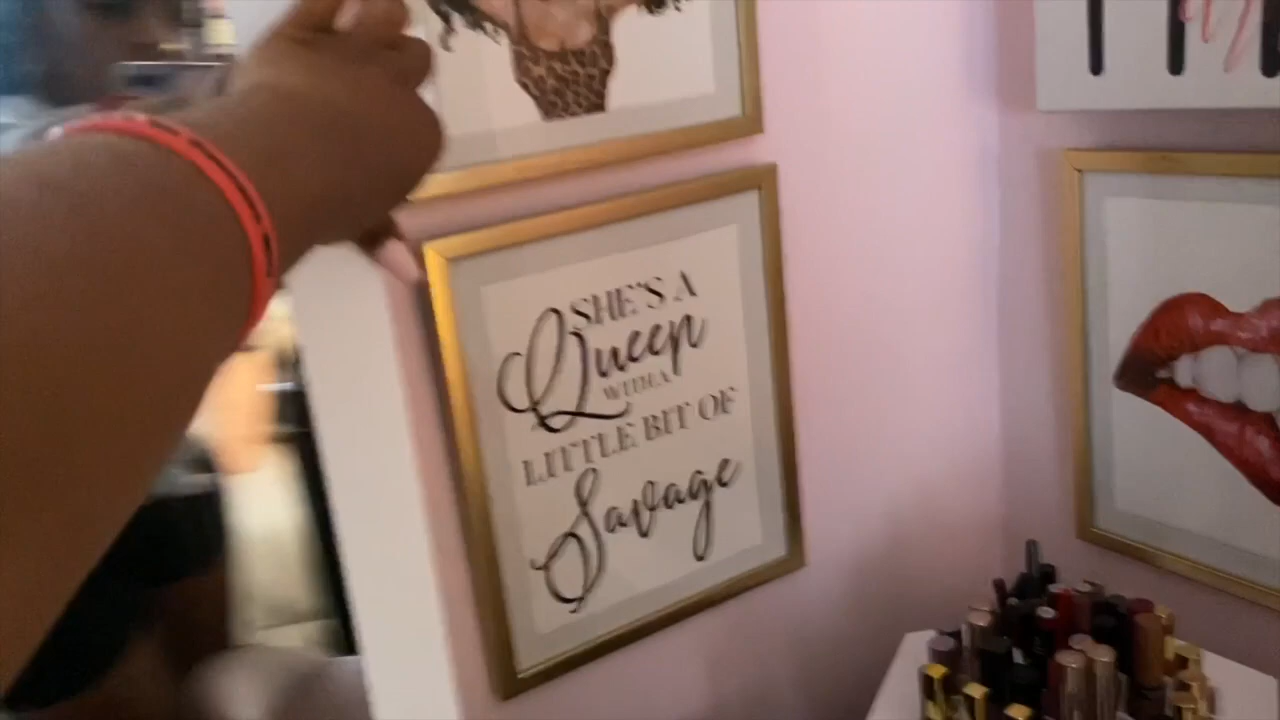 SHE'S A
Queen
WITH A
LITTLE BIT OF
Savage